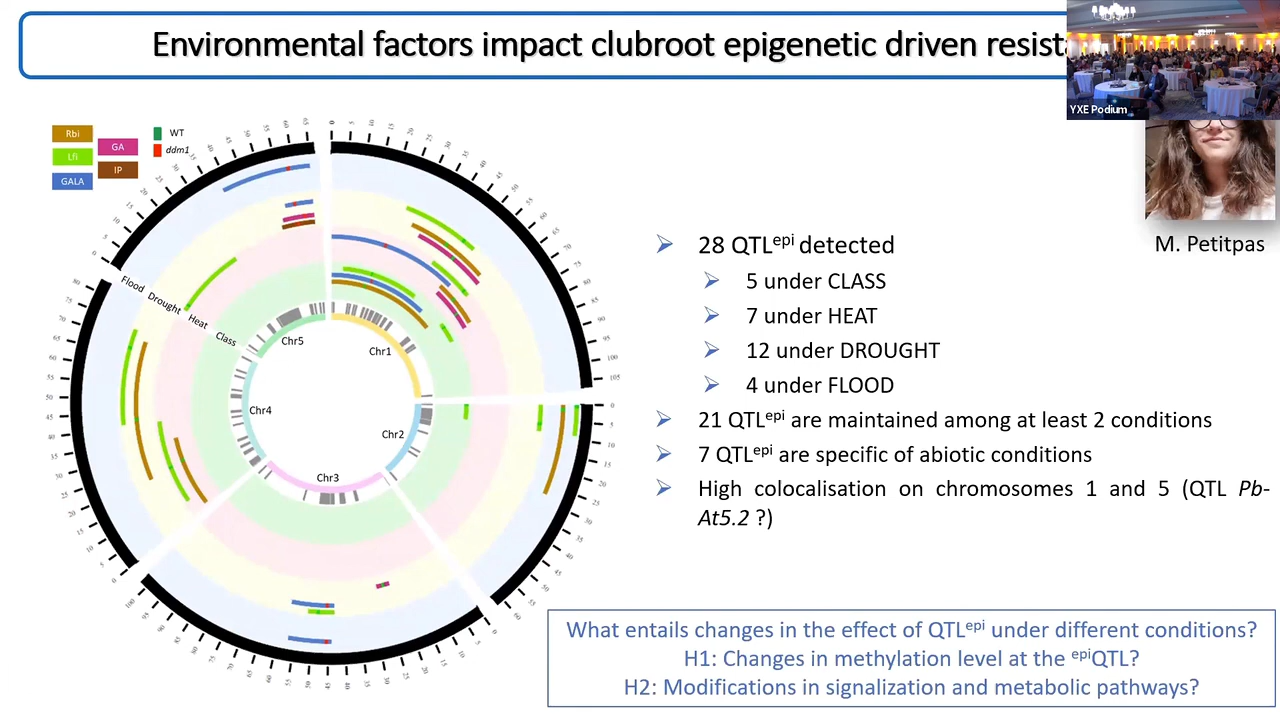 Environmental factors impact clubroot epigenetic driven resist
YXE Podium
M. Petitpas
Rbi
Lfi
GALA
GA
IP
WT
ddm1
Flood
Drought
Heat
Class
Chr1
Chr2
Chr3
Chr4
Chr5
28 QTLepi detected
5 under CLASS
7 under HEAT
12 under DROUGHT
4 under FLOOD
21 QTLepi are maintained among at least 2 conditions
7 QTLepi are specific of abiotic conditions
High colocalisation on chromosomes 1 and 5 (QTL Pb-
At5.2 ?)
What entails changes in the effect of QTLepi under different conditions?
H1: Changes in methylation level at the epiQTL?
H2: Modifications in signalization and metabolic pathways?